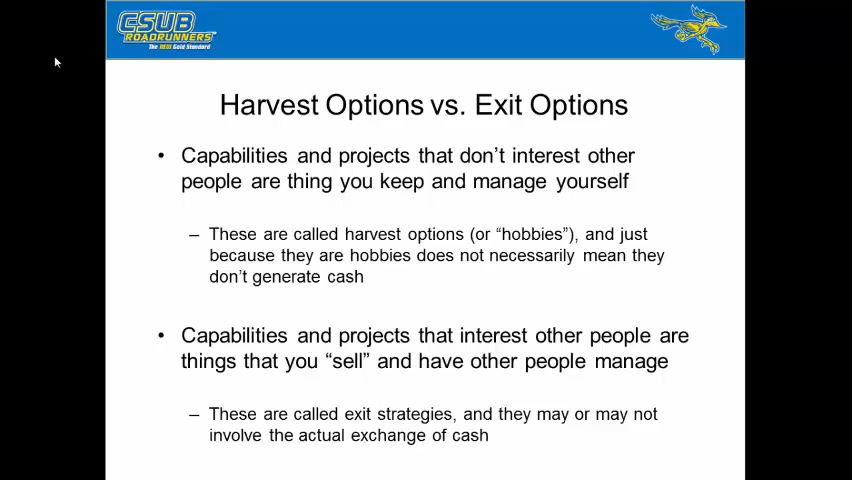 CSUB
ROADRUNNERS
The NEW Gold Standard
Harvest Options vs. Exit Options
• Capabilities and projects that don’t interest other
people are thing you keep and manage yourself
– These are called harvest options (or “hobbies”), and just
because they are hobbies does not necessarily mean they
don’t generate cash
• Capabilities and projects that interest other people are
things that you “sell” and have other people manage
– These are called exit strategies, and they may or may not
involve the actual exchange of cash